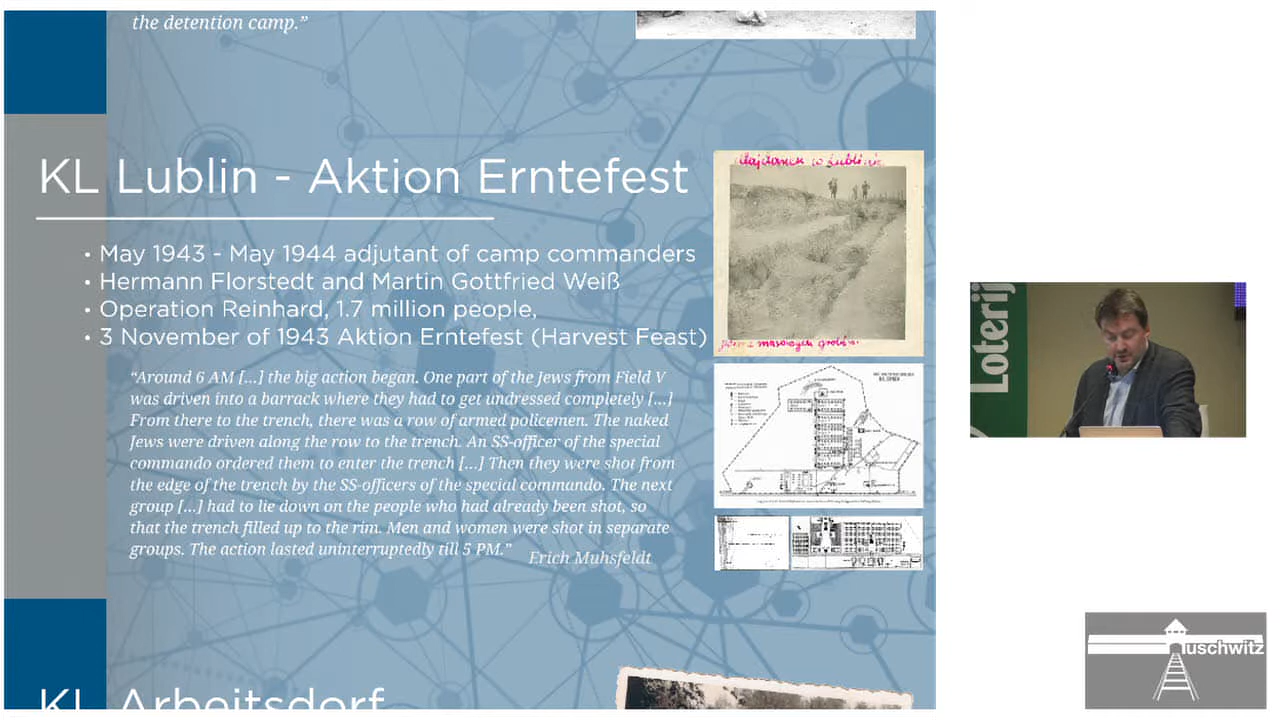 the detention camp.”
KL Lublin - Aktion Erntefest
• May 1943 - May 1944 adjutant of camp commanders
• Hermann Florstedt and Martin Gottfried Weiß
• Operation Reinhard, 1.7 million people,
• 3 November of 1943 Aktion Erntefest (Harvest Feast)
“Around 6 AM [...] the big action began. One part of the Jews from Field V
was driven into a barrack where they had to get undressed completely [...]
From there to the trench, there was a row of armed policemen. The naked
Jews were driven along the row to the trench. An SS-officer of the special
commando ordered them to enter the trench [...] Then they were shot from
the edge of the trench by the SS-officers of the special commando. The next
group [...] had to lie down on the people who had already been shot, so
that the trench filled up to the rim. Men and women were shot in separate
groups. The action lasted uninterruptedly till 5 PM.”
Erich Muhsfeldt
KL Arbeitsdorf
Loterij
uschwitz